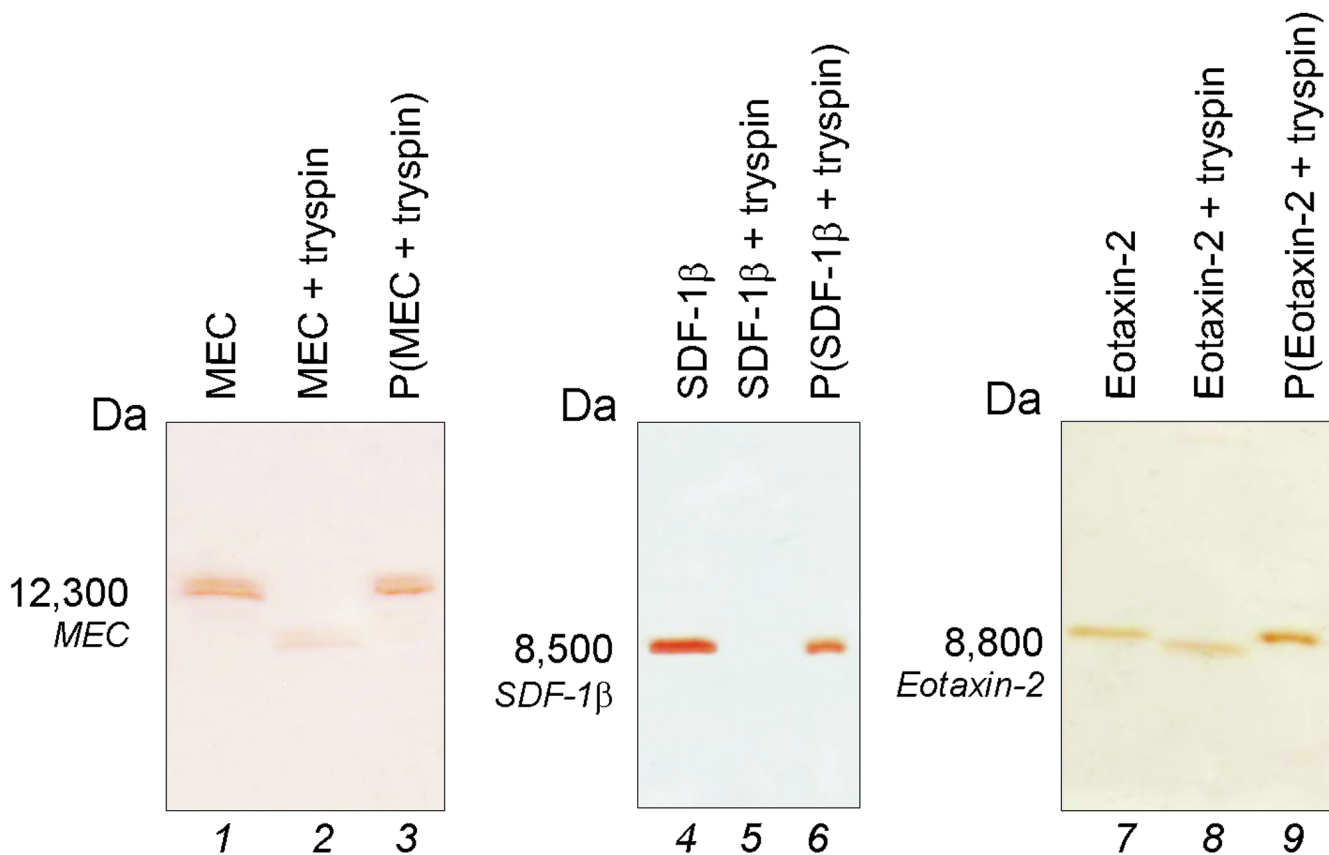 MEC
MEC + tryspin
P(MEC + tryspin)
Da
12,300
MEC
1 2 3
SDF-1β
SDF-1β + tryspin
P(SDF-1β + tryspin)
Da
8,500
SDF-1β
4 5 6
Eotaxin-2
Eotaxin-2 + tryspin
P(Eotaxin-2 + tryspin)
Da
8,800
Eotaxin-2
7 8 9